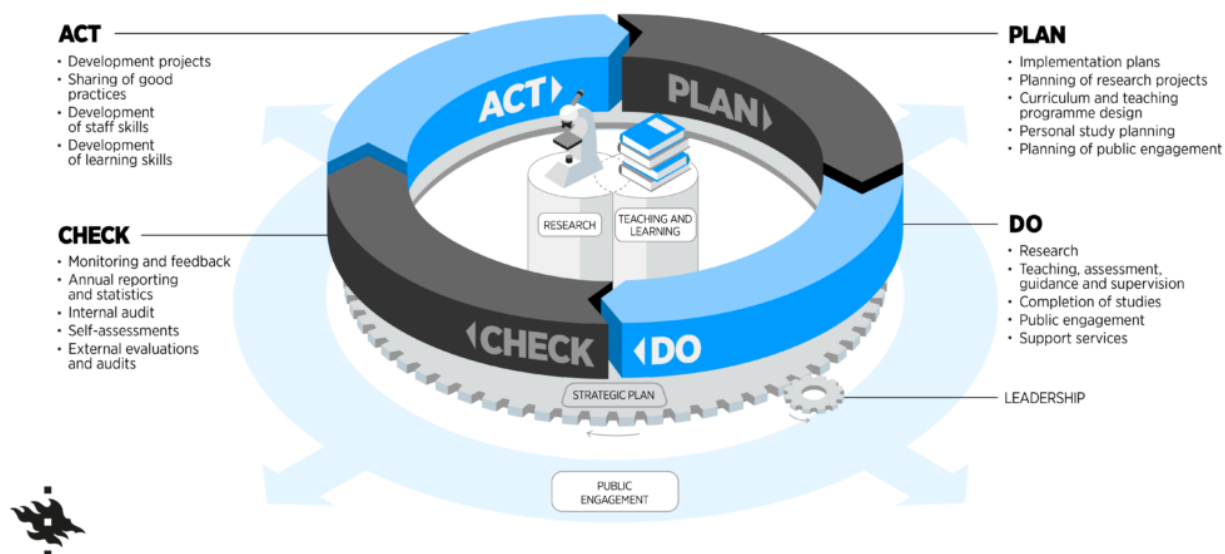 ACT
• Development projects
• Sharing of good
practices
• Development
of staff skills
• Development
of learning skills
PLAN
• Implementation plans
• Planning of research projects
• Curriculum and teaching
programme design
• Personal study planning
• Planning of public engagement
ACT
PLAN
RESEARCH
TEACHING AND
LEARNING
CHECK
• Monitoring and feedback
• Annual reporting
and statistics
• Internal audit
• Self-assessments
• External evaluations
and audits
DO
• Research
• Teaching, assessment,
guidance and supervision
• Completion of studies
• Public engagement
• Support services
CHECK
DO
STRATEGIC PLAN
LEADERSHIP
PUBLIC
ENGAGEMENT